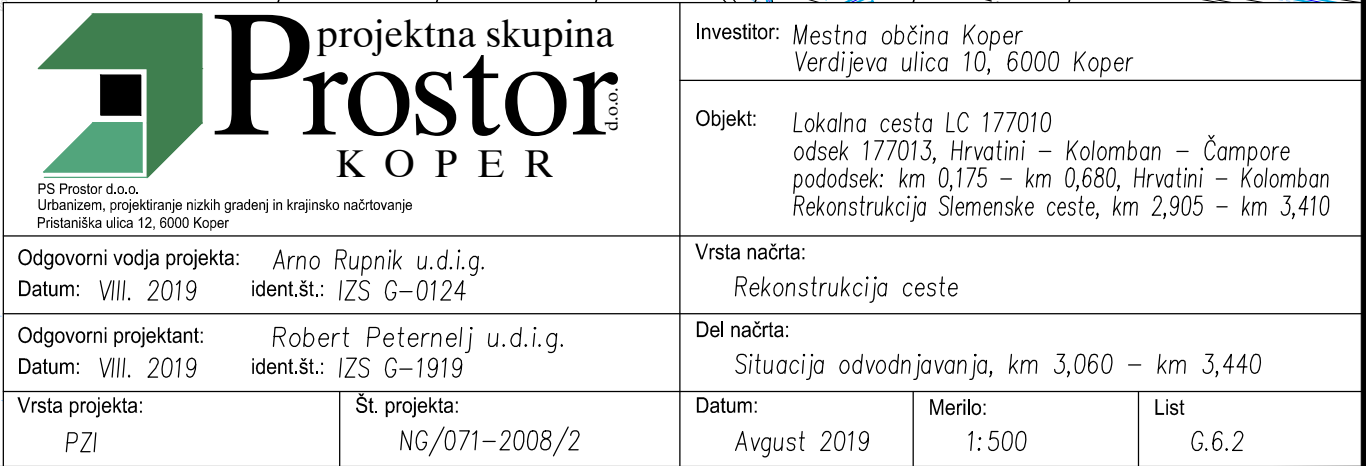 projektna skupina
Prostor d.o.o.
KOPER
PS Prostor d.o.o.
Urbanizem, projektiranje nizkih gradenj in krajinsko načrtovanje
Pristaniška ulica 12, 6000 Koper
Investitor: Mestna občina Koper
Verdijeva ulica 10, 6000 Koper
Objekt: Lokalna cesta LC 177010
odsek 177013, Hrvatini – Kolomban – Čampore
pododsek: km 0,175 – km 0,680, Hrvatini – Kolomban
Rekonstrukcija Slemenske ceste, km 2,905 – km 3,410
Odgovorni vodja projekta: Arno Rupnik u.d.i.g.
Datum: VIII. 2019 ident.št.: IZS G–0124
Vrsta načrta:
Rekonstrukcija ceste
Odgovorni projektant: Robert Peternelj u.d.i.g.
Datum: VIII. 2019 ident.št.: IZS G–1919
Del načrta:
Situacija odvodnjavanja, km 3,060 – km 3,440
Vrsta projekta:
PZI
Št. projekta:
NG/071–2008/2
Datum:
Avgust 2019
Merilo:
1:500
List
G.6.2